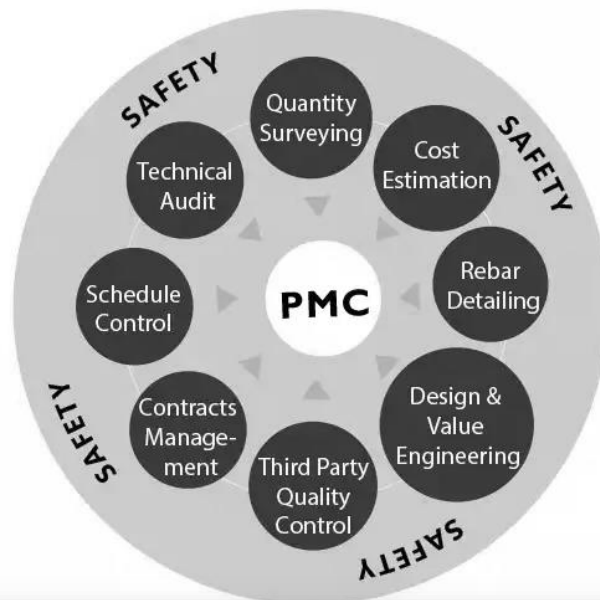 SAFETY
Quantity
Surveying
Cost
Estimation
SAFETY
Technical
Audit
Rebar
Detailing
PMC
Schedule
Control
Design &
Value
Engineering
Contracts
Manage-
ment
Third Party
Quality
Control
SAFETY
SAFETY